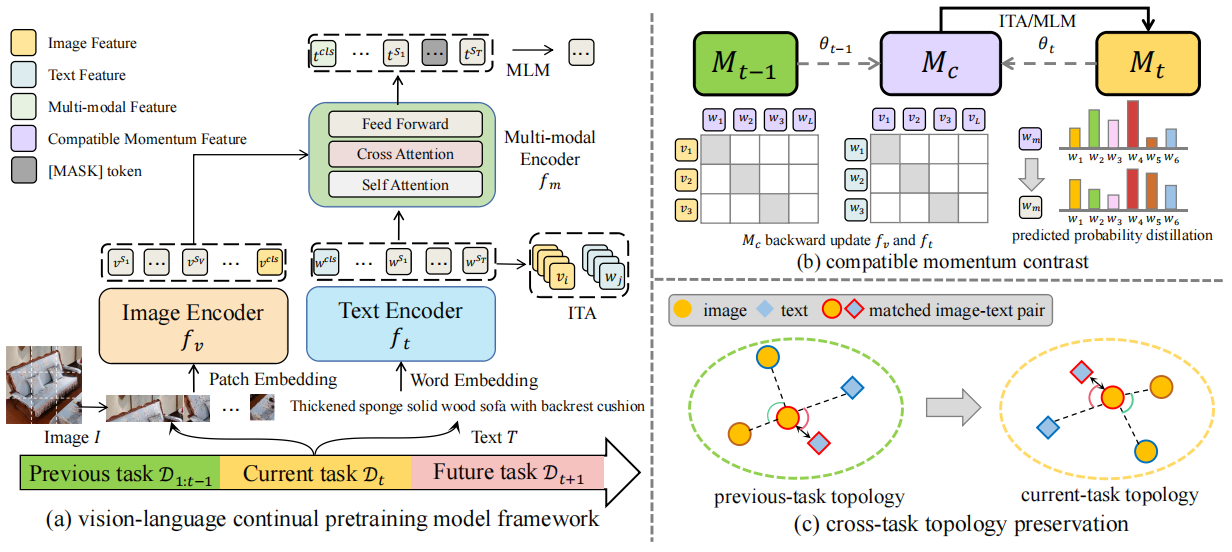 Image Feature
Text Feature
Multi-modal Feature
Compatible Momentum Feature
[MASK] token
t^{cls} ... t^{S_1} ... t^{S_T}
MLM
...
Feed Forward
Cross Attention
Self Attention
Multi-modal
Encoder
f_m
v^{S_1} ... v^{S_V} ... v^{cls}
w^{cls} ... w^{S_1} ... w^{S_T}
v_i
w_j
ITA
Image Encoder
f_v
Text Encoder
f_t
Patch Embedding
Word Embedding
...
Thickened sponge solid wood sofa with backrest cushion
Image I
Text T
Previous task D_{1:t−1}
Current task D_t
Future task D_{t+1}
(a) vision-language continual pretraining model framework
ITA/MLM
M_{t−1}
θ_{t−1}
M_c
θ_t
M_t
w_1 w_2 w_3 w_L
v_1
v_2
v_3
v_1 v_2 v_3 v_L
w_1
w_2
w_3
w_m
w_1 w_2 w_3 w_4 w_5 w_6
w_m
w_1 w_2 w_3 w_4 w_5 w_6
M_c backward update f_v and f_t
predicted probability distillation
(b) compatible momentum contrast
image
text
matched image-text pair
previous-task topology
current-task topology
(c) cross-task topology preservation